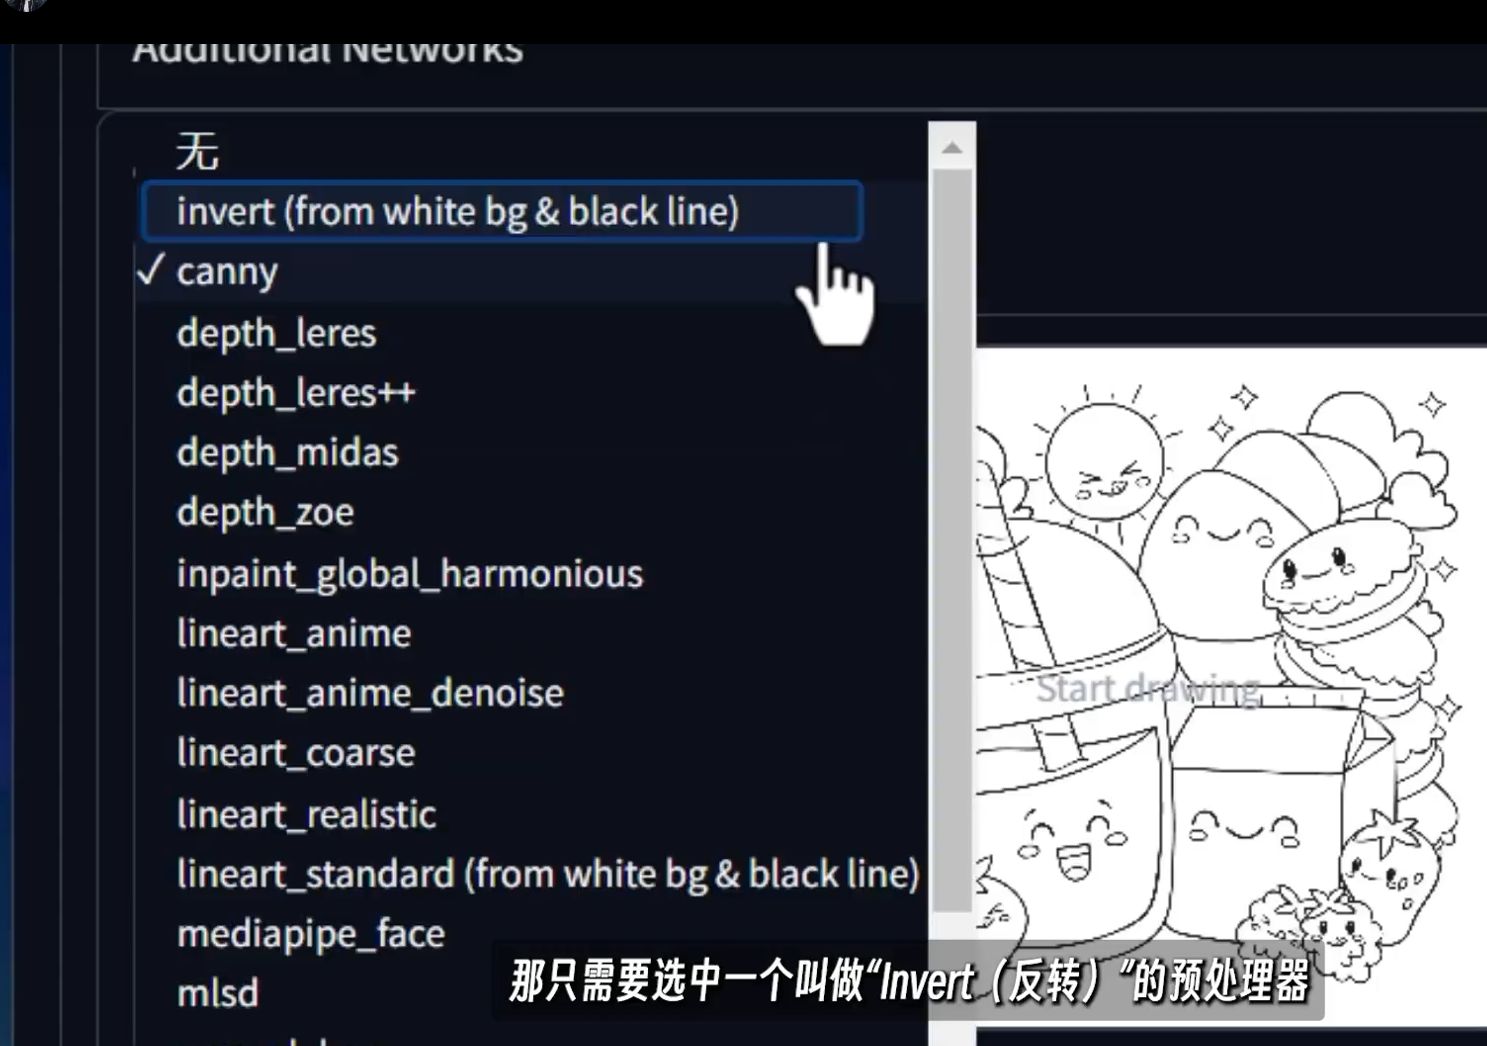 Additional Networks
无
invert (from white bg & black line)
✓ canny
depth_leres
depth_leres++
depth_midas
depth_zoe
inpaint_global_harmonious
lineart_anime
lineart_anime_denoise
lineart_coarse
lineart_realistic
lineart_standard (from white bg & black line)
mediapipe_face
mlsd
Start drawing
那只需要选中一个叫做“Invert（反转）”的预处理器